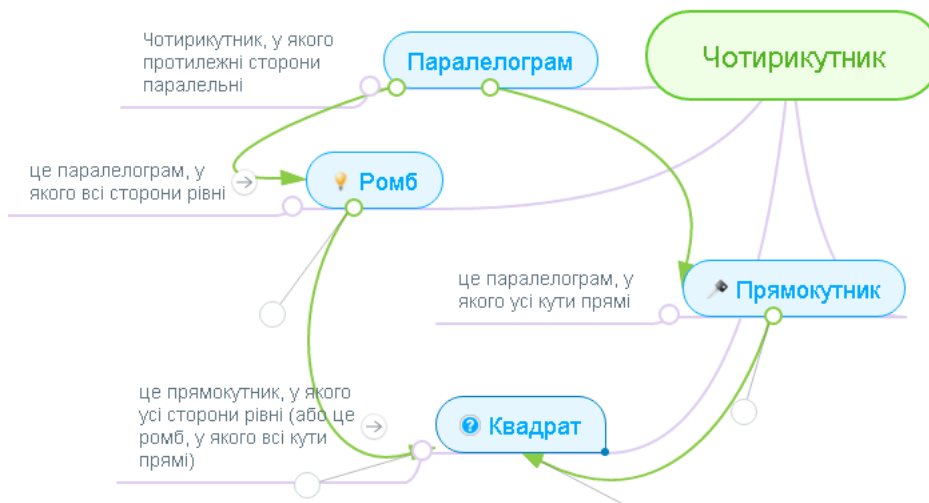 Чотирикутник
Чотирикутник, у якого
протилежні сторони
паралельні
Паралелограм
це паралелограм, у
якого всі сторони рівні
Ромб
це паралелограм, у
якого усі кути прямі
Прямокутник
це прямокутник, у якого
усі сторони рівні (або це
ромб, у якого всі кути
прямі)
Квадрат